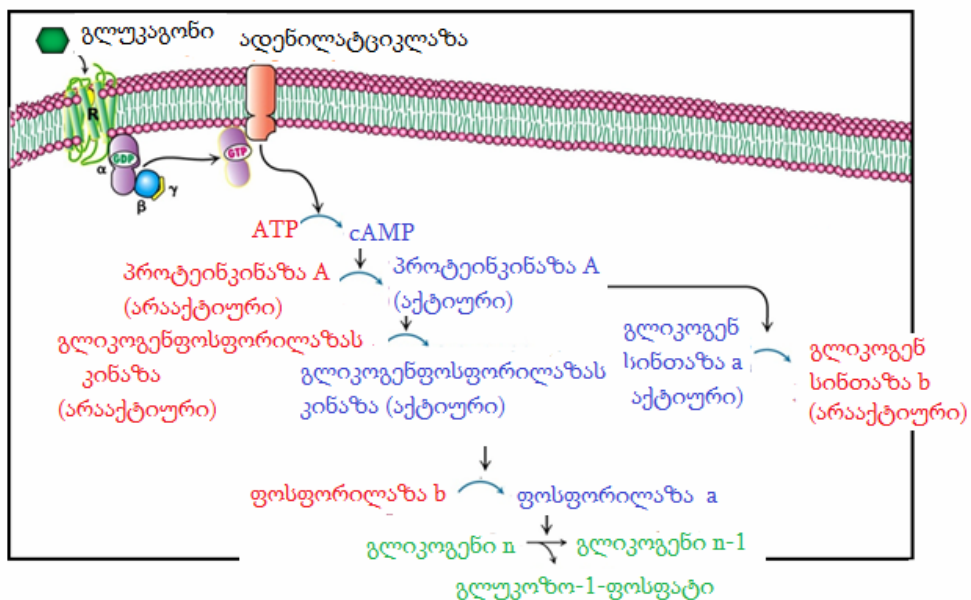 გლუკაგონი
ადენილატციკლაზა
R
GDP
GTP
α
β
γ
ATP
cAMP
პროტეინკინაზა A
(არააქტიური)
პროტეინკინაზა A
(აქტიური)
გლიკოგენფოსფორილაზას
კინაზა
(არააქტიური)
გლიკოგენფოსფორილაზას
კინაზა (აქტიური)
გლიკოგენ
სინთაზა a
აქტიური)
გლიკოგენ
სინთაზა b
(არააქტიური)
ფოსფორილაზა b
ფოსფორილაზა a
გლიკოგენი n
გლიკოგენი n-1
გლუკოზო-1-ფოსფატი